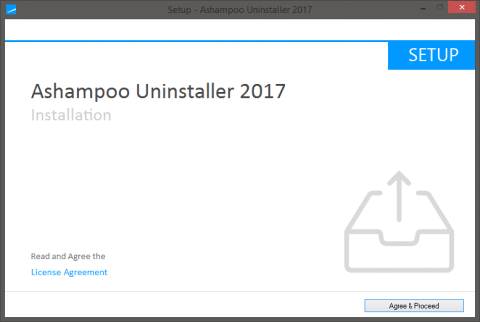 Setup - Ashampoo Uninstaller 2017
SETUP
Ashampoo Uninstaller 2017
Installation
Read and Agree the
License Agreement
Agree & Proceed